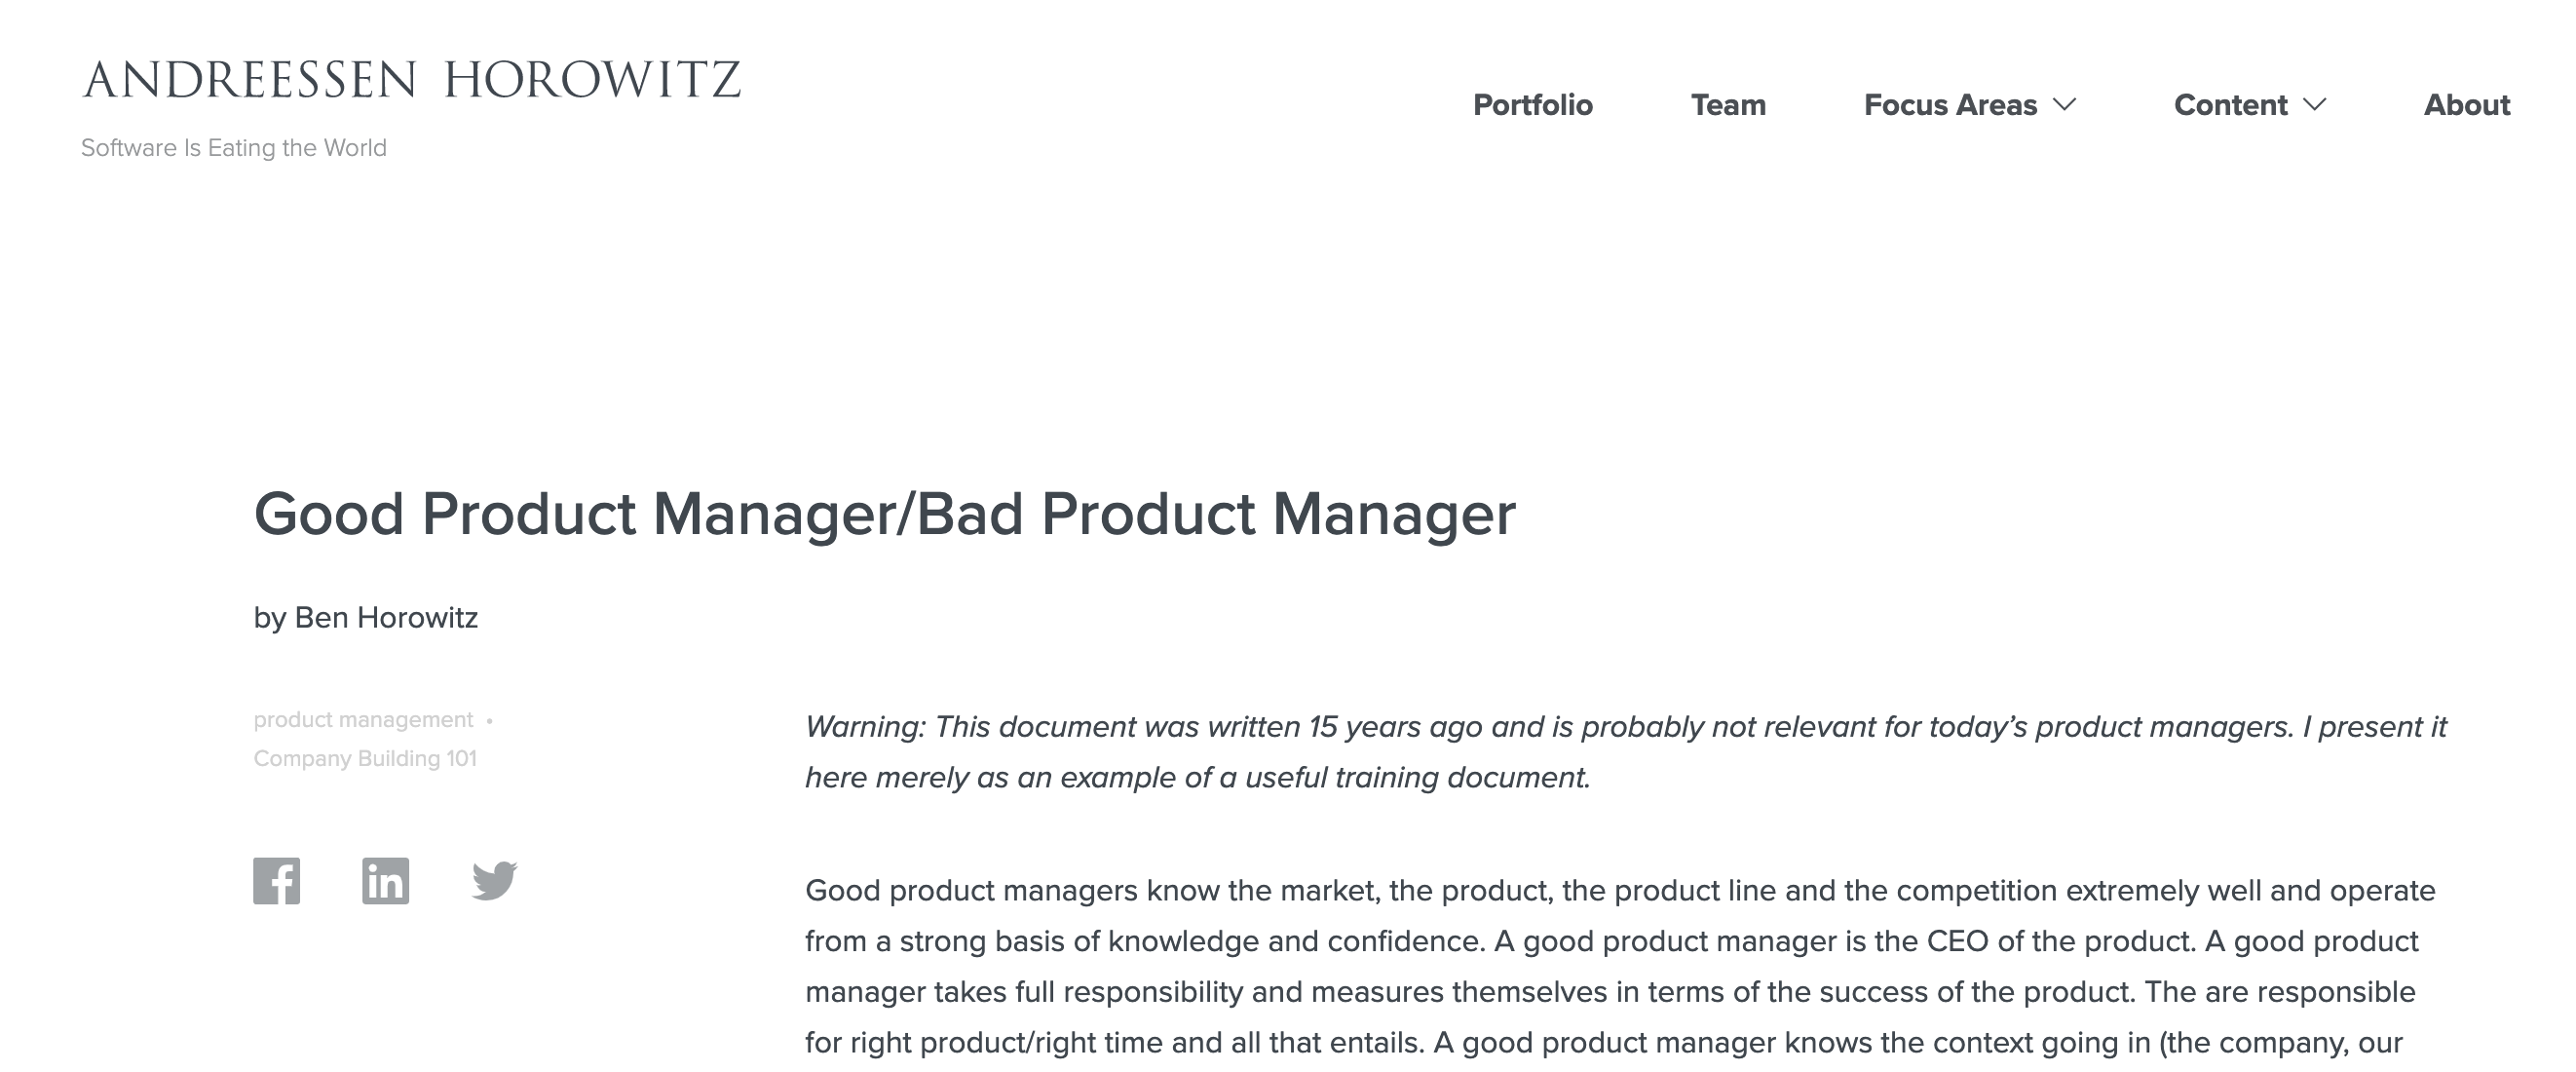 ANDREESSEN HOROWITZ
Software Is Eating the World
Portfolio
Team
Focus Areas
Content
About
Good Product Manager/Bad Product Manager
by Ben Horowitz
product management •
Company Building 101
Warning: This document was written 15 years ago and is probably not relevant for today’s product managers. I present it
here merely as an example of a useful training document.
Good product managers know the market, the product, the product line and the competition extremely well and operate
from a strong basis of knowledge and confidence. A good product manager is the CEO of the product. A good product
manager takes full responsibility and measures themselves in terms of the success of the product. The are responsible
for right product/right time and all that entails. A good product manager knows the context going in (the company, our